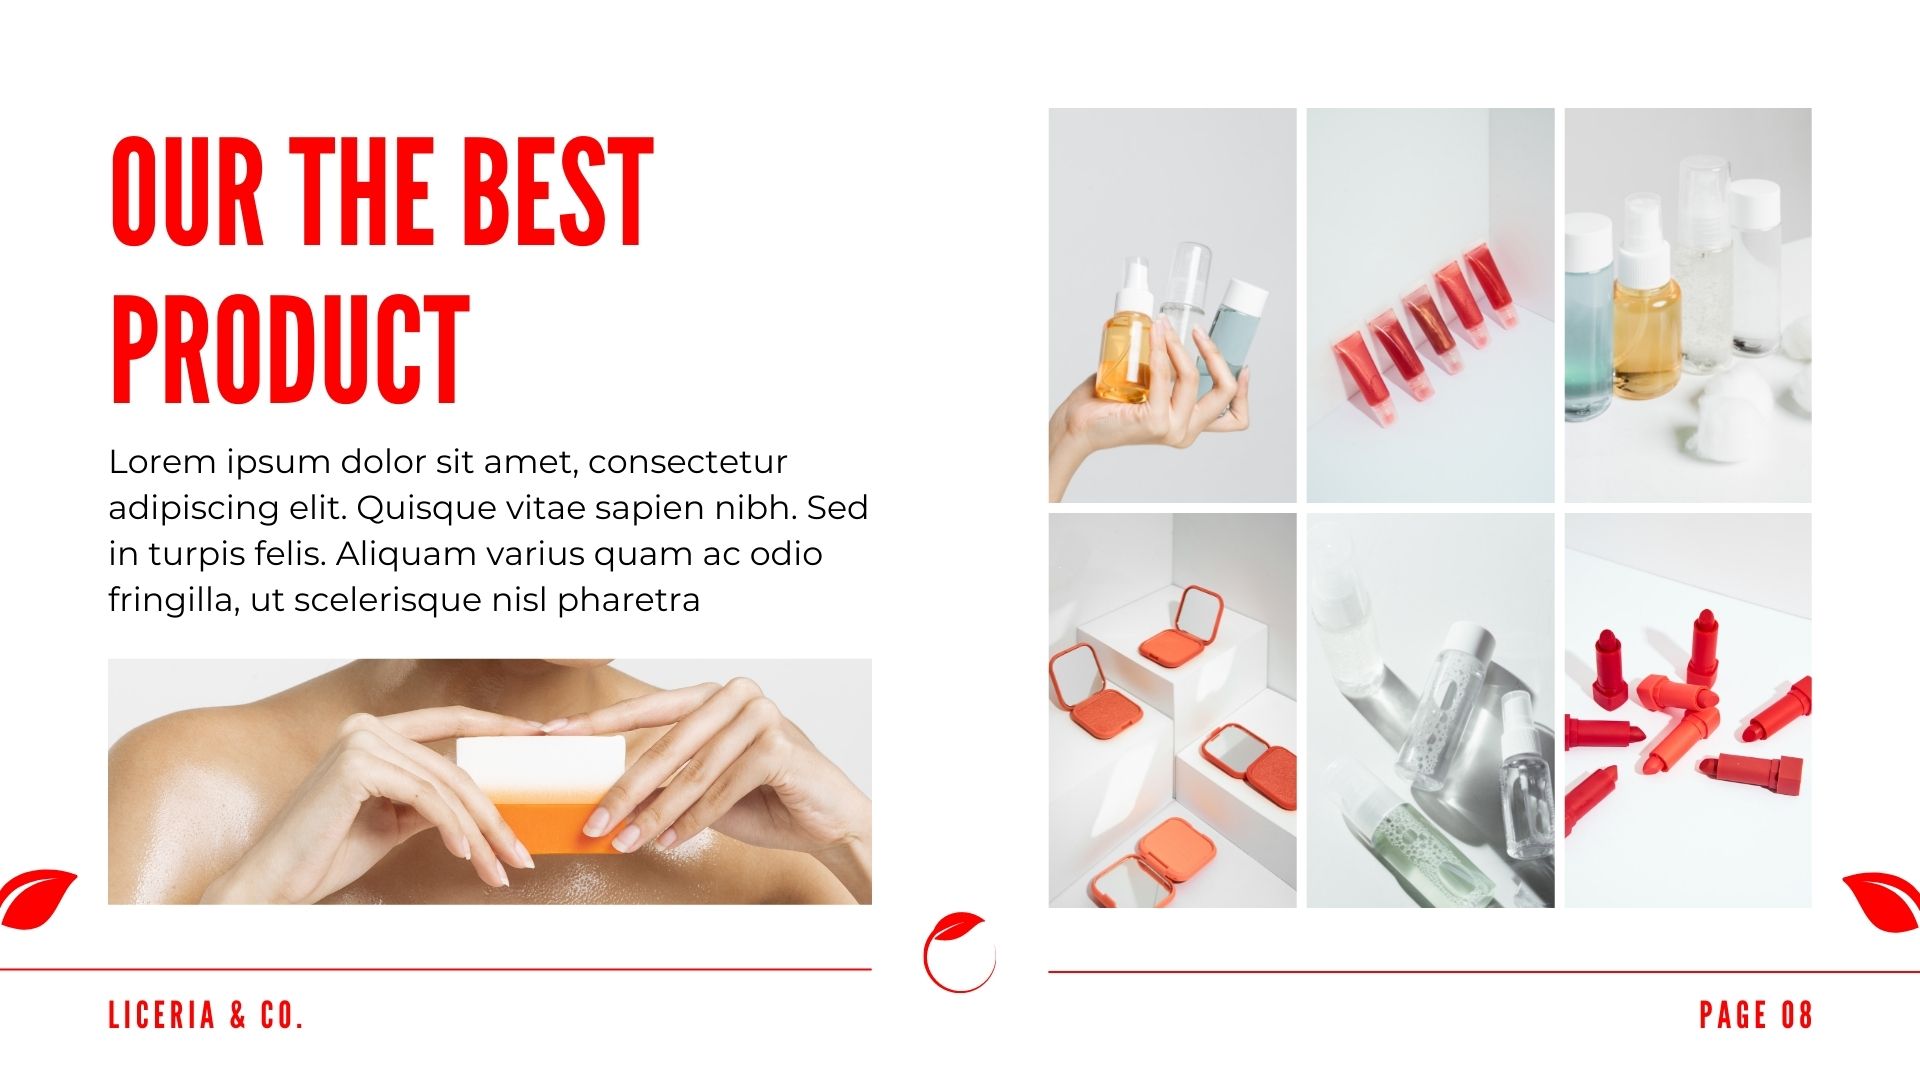 OUR THE BEST
PRODUCT
Lorem ipsum dolor sit amet, consectetur
adipiscing elit. Quisque vitae sapien nibh. Sed
in turpis felis. Aliquam varius quam ac odio
fringilla, ut scelerisque nisl pharetra
LICERIA & CO.
PAGE 08